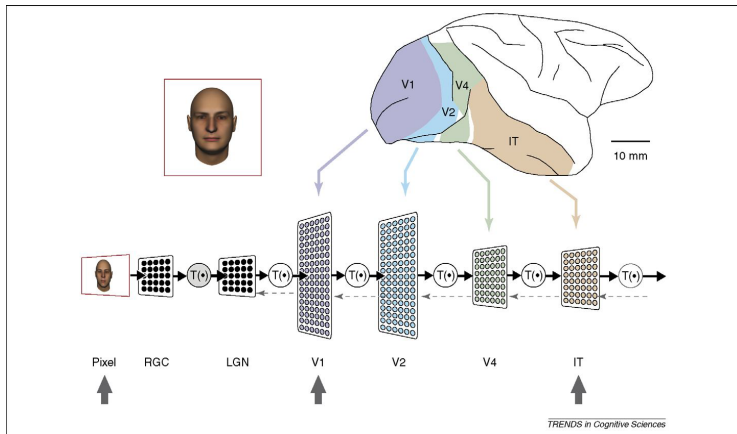 V1
V2
V4
IT
10 mm
T(•)
T(•)
T(•)
T(•)
T(•)
T(•)
Pixel
RGC
LGN
V1
V2
V4
IT
TRENDS in Cognitive Sciences